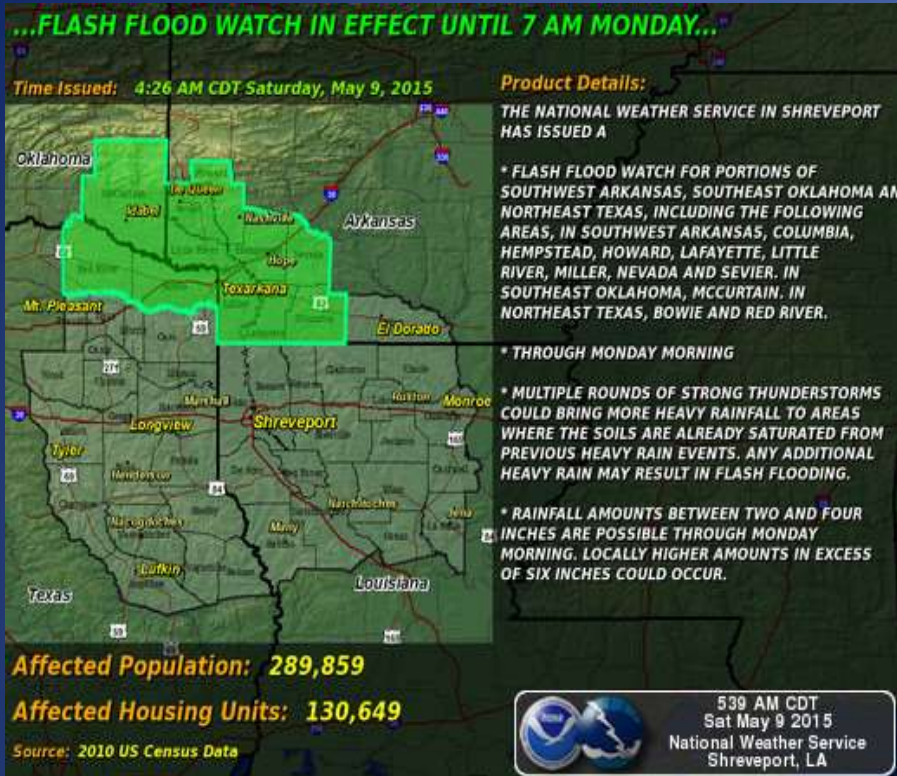 ...FLASH FLOOD WATCH IN EFFECT UNTIL 7 AM MONDAY...
Time Issued: 4:26 AM CDT Saturday, May 9, 2015
Product Details:
THE NATIONAL WEATHER SERVICE IN SHREVEPORT
HAS ISSUED A
* FLASH FLOOD WATCH FOR PORTIONS OF
SOUTHWEST ARKANSAS, SOUTHEAST OKLAHOMA AN
NORTHEAST TEXAS, INCLUDING THE FOLLOWING
AREAS, IN SOUTHWEST ARKANSAS, COLUMBIA,
HEMPSTEAD, HOWARD, LAFAYETTE, LITTLE
RIVER, MILLER, NEVADA AND SEVIER. IN
SOUTHEAST OKLAHOMA, MCCURTAIN. IN
NORTHEAST TEXAS, BOWIE AND RED RIVER.
* THROUGH MONDAY MORNING
* MULTIPLE ROUNDS OF STRONG THUNDERSTORMS
COULD BRING MORE HEAVY RAINFALL TO AREAS
WHERE THE SOILS ARE ALREADY SATURATED FROM
PREVIOUS HEAVY RAIN EVENTS. ANY ADDITIONAL
HEAVY RAIN MAY RESULT IN FLASH FLOODING.
* RAINFALL AMOUNTS BETWEEN TWO AND FOUR
INCHES ARE POSSIBLE THROUGH MONDAY
MORNING. LOCALLY HIGHER AMOUNTS IN EXCESS
OF SIX INCHES COULD OCCUR.
Oklahoma
De Queen
Idabel
Nashville
Arkansas
Hope
Texarkana
Mt. Pleasant
El Dorado
Marshall
Ruston
Monroe
Longview
Shreveport
Tyler
Henderson
84
Natchitoches
Nacogdoches
Many
Jena
Lufkin
Texas
Louisiana
Affected Population: 289,859
Affected Housing Units: 130,649
Source: 2010 US Census Data
539 AM CDT
Sat May 9 2015
National Weather Service
Shreveport, LA